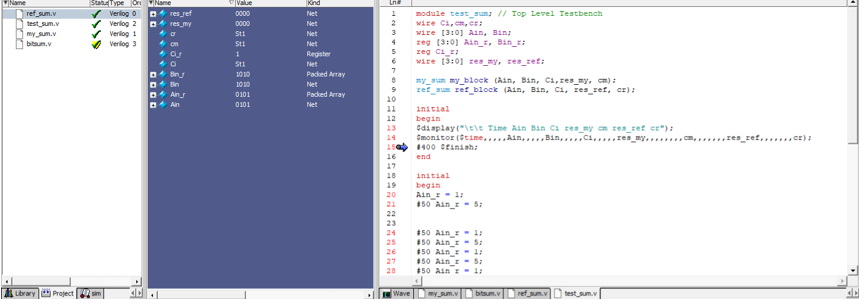 Name Status Type Orc
ref_sum.v Verilog 0
test_sum.v Verilog 2
my_sum.v Verilog 1
bitsum.v Verilog 3
Library Project sim
Name Value Kind
res_ref 0000 Net
res_my 0000 Net
cr St1 Net
cm St1 Net
Ci_r 1 Register
Ci St1 Net
Bin_r 1010 Packed Array
Bin 1010 Net
Ain_r 0101 Packed Array
Ain 0101 Net
Ln#
1 module test_sum; // Top Level Testbench
2 wire Ci,cm,cr;
3 wire [3:0] Ain, Bin;
4 reg [3:0] Ain_r, Bin_r;
5 reg Ci_r;
6 wire [3:0] res_my, res_ref;
7
8 my_sum my_block (Ain, Bin, Ci,res_my, cm);
9 ref_sum ref_block (Ain, Bin, Ci, res_ref, cr);
10
11 initial
12 begin
13 $display("\t\t Time Ain Bin Ci res_my cm res_ref cr");
14 $monitor($time,,,,,Ain,,,,,Bin,,,,,Ci,,,,,res_my,,,,,,,,cm,,,,,,,res_ref,,,,,,,cr);
15 #400 $finish;
16 end
17
18 initial
19 begin
20 Ain_r = 1;
21 #50 Ain_r = 5;
22
23
24 #50 Ain_r = 1;
25 #50 Ain_r = 5;
26 #50 Ain_r = 1;
27 #50 Ain_r = 5;
28 #50 Ain_r = 1;
Wave my_sum.v bitsum.v ref_sum.v test_sum.v